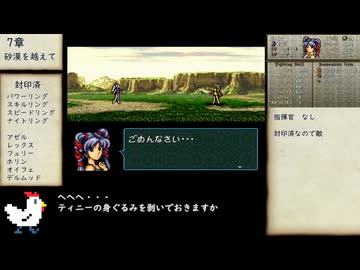 7章
砂漠を越えて
封印済
パワーリング
スキルリング
スピードリング
ナイトリング
アゼル
レックス
フュリー
ホリン
オイフェ
デルムッド
ごめんなさい・・・
Fighting Skill
Possession Item
指揮官 なし
封印済なので敵
へへへ・・・
ティニーの身ぐるみを剥いでおきますか